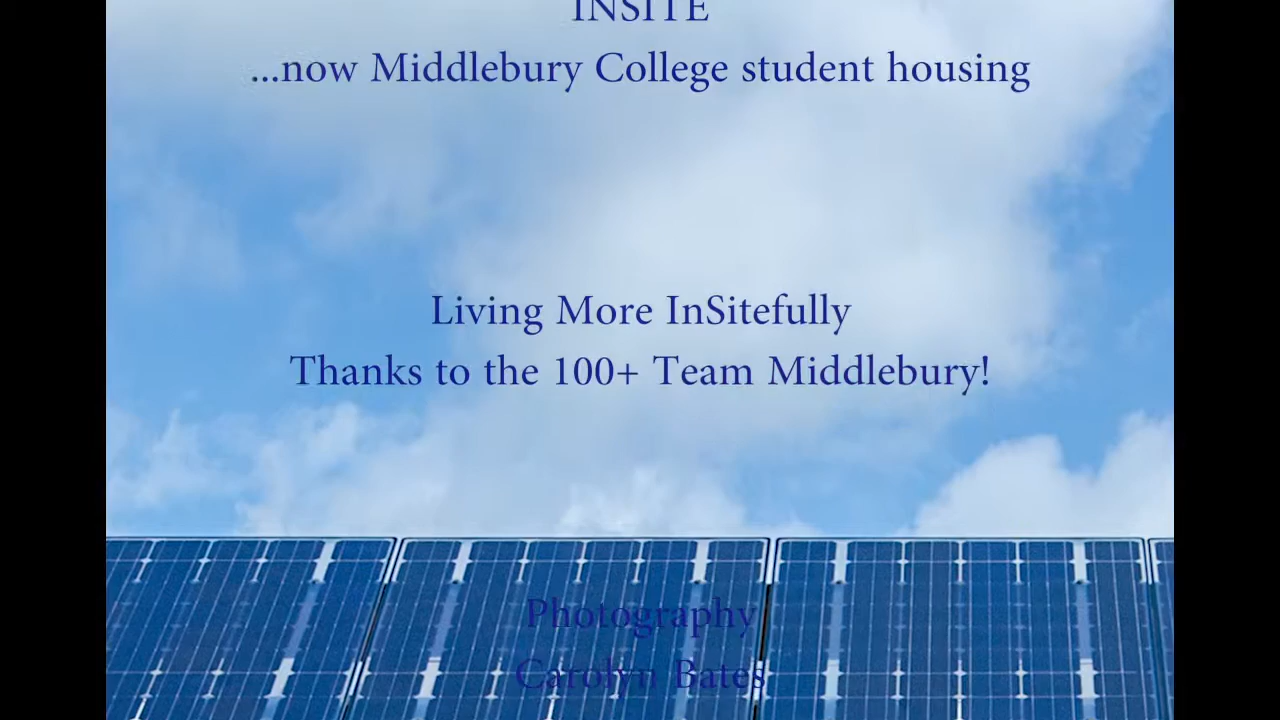 INSITE
...now Middlebury College student housing
Living More InSitefully
Thanks to the 100+ Team Middlebury!
Photography
Carolyn Bates